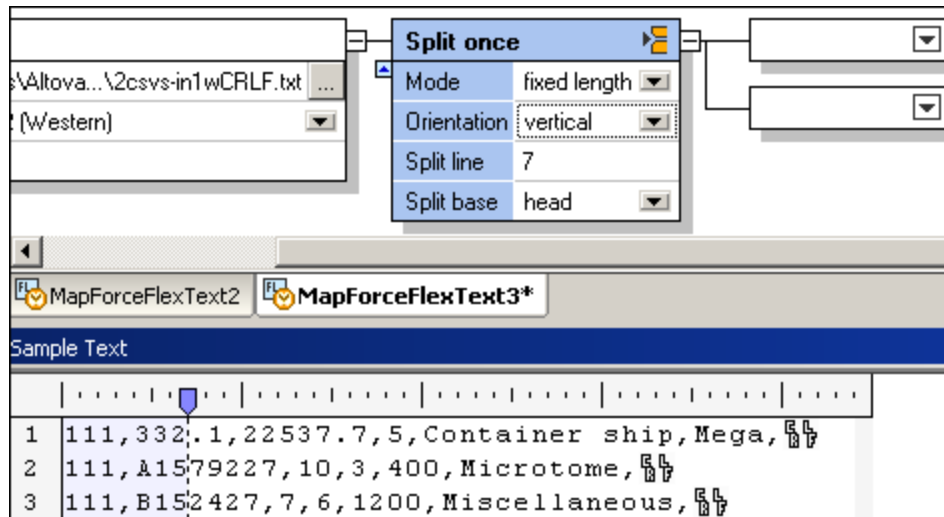 Split once
s\Altova...\2csvs-in1wCRLF.txt ...
Mode fixed length
(Western)
Orientation vertical
Split line 7
Split base head
MapForceFlexText2 MapForceFlexText3*
Sample Text
1 111,332.1,22537.7,5,Container ship,Mega,
2 111,A1579227,10,3,400,Microtome,
3 111,B152427,7,6,1200,Miscellaneous,